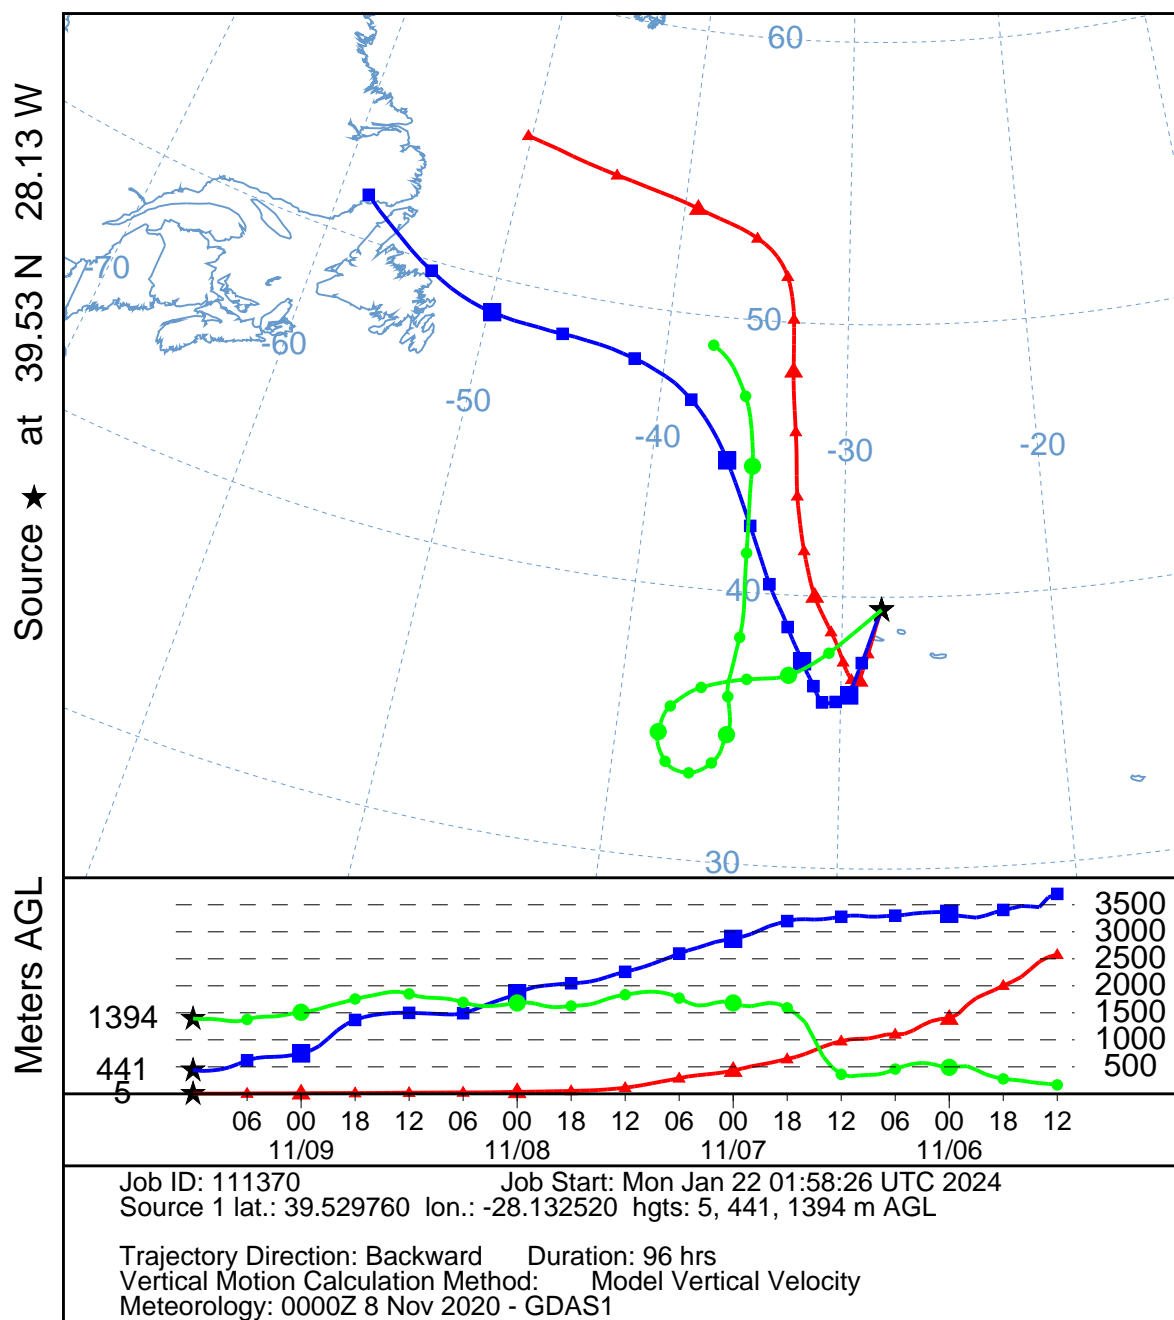 Source ★ at 39.53 N 28.13 W
60
-70
-60
50
-50
-40
-30
-20
40
30
Meters AGL
3500
3000
2500
2000
1500
1000
500
1394
441
5
06 00 18 12 06 00 18 12 06 00 18 12 06 00 18 12
11/09 11/08 11/07 11/06
Job ID: 111370 Job Start: Mon Jan 22 01:58:26 UTC 2024
Source 1 lat.: 39.529760 lon.: -28.132520 hgts: 5, 441, 1394 m AGL
Trajectory Direction: Backward Duration: 96 hrs
Vertical Motion Calculation Method: Model Vertical Velocity
Meteorology: 0000Z 8 Nov 2020 - GDAS1